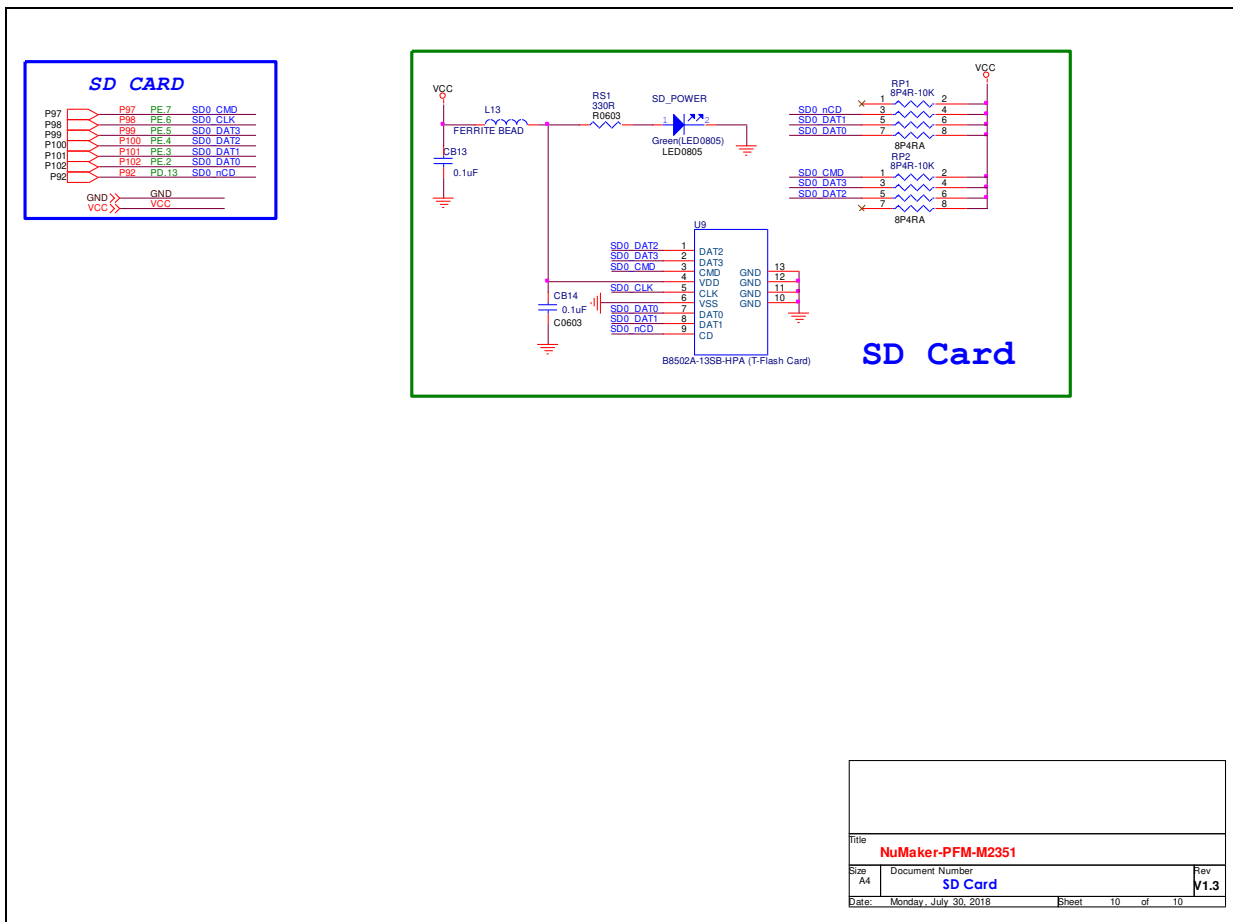 SD CARD
P97 P97 PE.7 SD0_CMD
P98 P98 PE.6 SD0_CLK
P99 P99 PE.5 SD0_DAT3
P100 P100 PE.4 SD0_DAT2
P101 P101 PE.3 SD0_DAT1
P102 P102 PE.2 SD0_DAT0
P92 P92 PD.13 SD0_nCD
GND GND
VCC VCC
VCC
L13
FERRITE BEAD
CB13
0.1uF
RS1
330R
R0603
SD_POWER
1 2
Green(LED0805)
LED0805
VCC
RP1
8P4R-10K
1 2
SD0_nCD 3 4
SD0_DAT1 5 6
SD0_DAT0 7 8
8P4RA
RP2
8P4R-10K
SD0_CMD 1 2
SD0_DAT3 3 4
SD0_DAT2 5 6
7 8
8P4RA
U9
SD0_DAT2 1 DAT2
SD0_DAT3 2 DAT3
SD0_CMD 3 CMD GND 13
4 VDD GND 12
SD0_CLK 5 CLK GND 11
6 VSS GND 10
SD0_DAT0 7 DAT0
SD0_DAT1 8 DAT1
SD0_nCD 9 CD
B8502A-13SB-HPA (T-Flash Card)
CB14
0.1uF
C0603
SD Card
Title
NuMaker-PFM-M2351
Size Document Number Rev
A4 SD Card V1.3
Date: Monday, July 30, 2018 Sheet 10 of 10